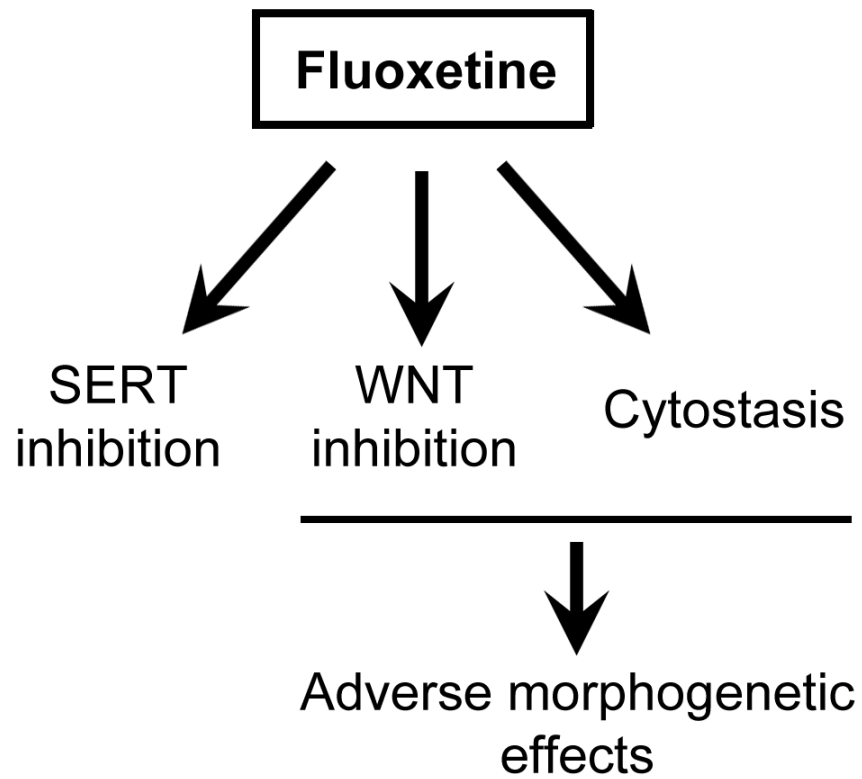 Fluoxetine
SERT
inhibition
WNT
inhibition
Cytostasis
Adverse morphogenetic
effects